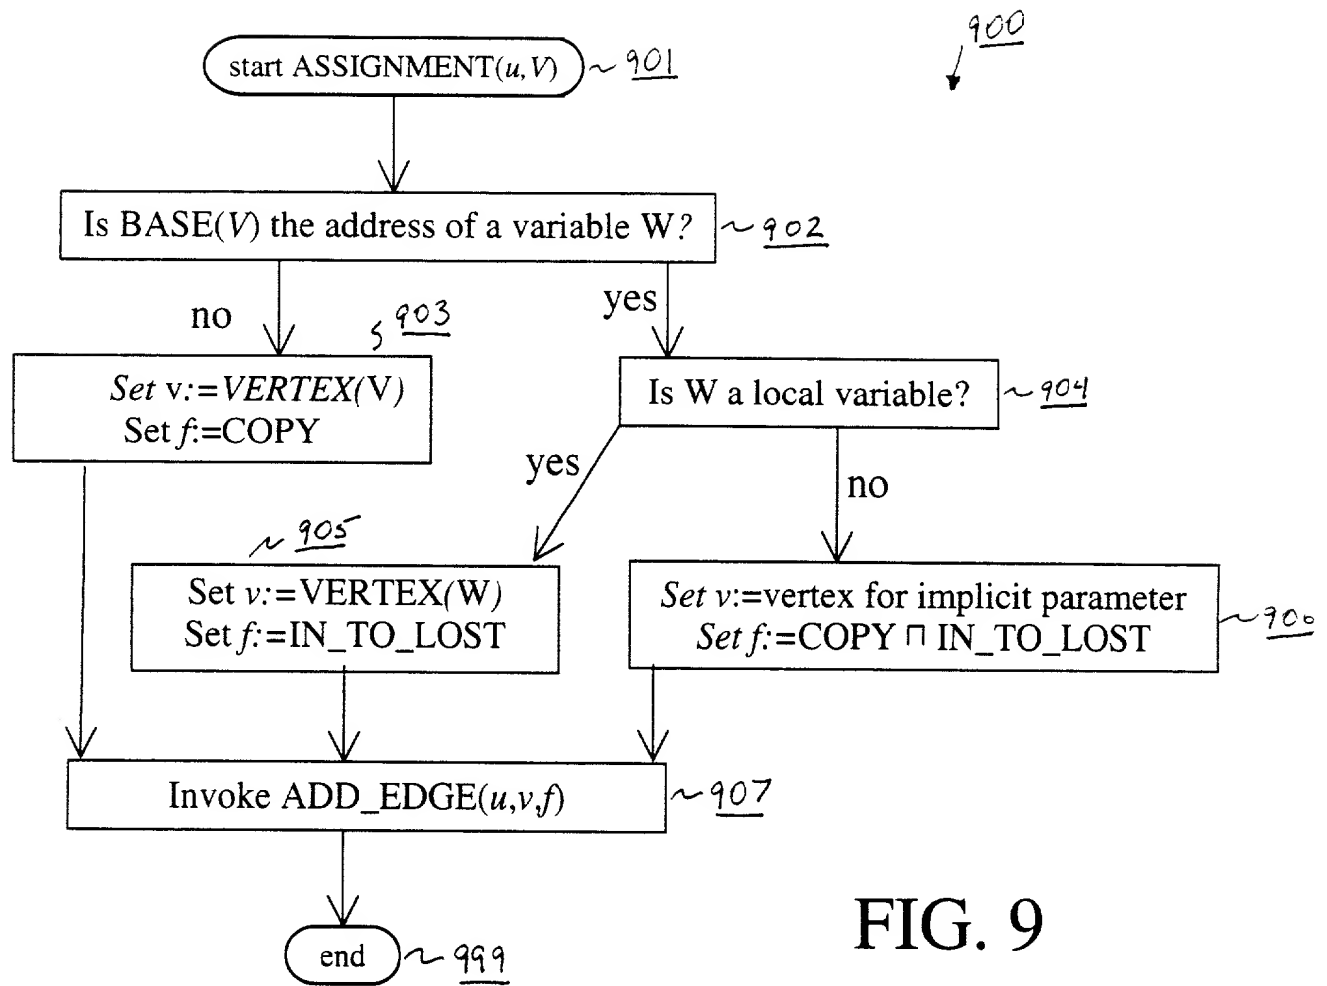 900
start ASSIGNMENT(u,V) 901
Is BASE(V) the address of a variable W? 902
no
yes
903
Set v:=VERTEX(V)
Set f:=COPY
Is W a local variable? 904
yes
no
905
Set v:=VERTEX(W)
Set f:=IN_TO_LOST
Set v:=vertex for implicit parameter
Set f:=COPY ⊓ IN_TO_LOST
906
Invoke ADD_EDGE(u,v,f) 907
end 999
FIG. 9